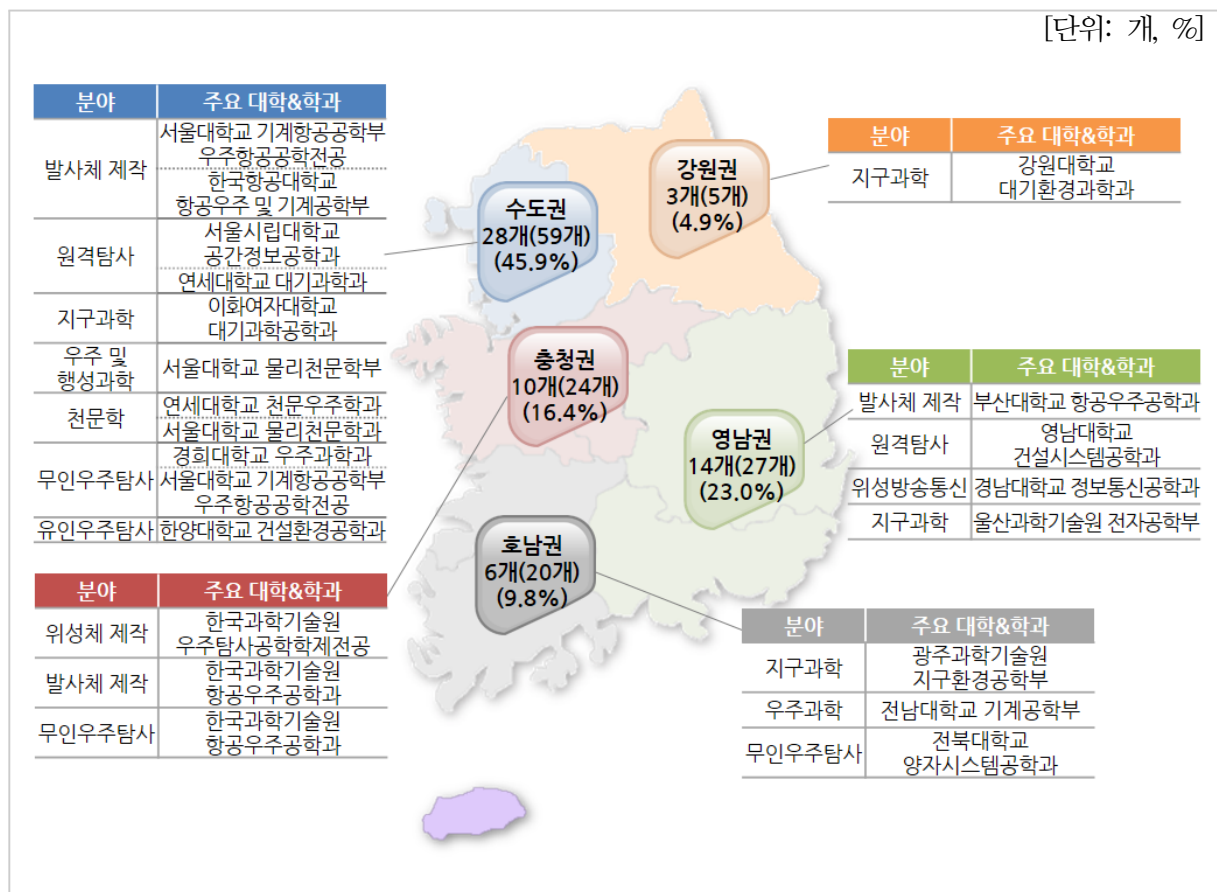 [단위: 개, %]
분야 주요 대학&학과
발사체 제작
서울대학교 기계항공공학부
우주항공공학전공
한국항공대학교
항공우주 및 기계공학부
원격탐사
서울시립대학교
공간정보공학과
연세대학교 대기과학과
지구과학
이화여자대학교
대기과학공학과
우주 및
행성과학
서울대학교 물리천문학부
천문학
연세대학교 천문우주학과
서울대학교 물리천문학과
무인우주탐사
경희대학교 우주과학과
서울대학교 기계항공공학부
우주항공공학전공
유인우주탐사 한양대학교 건설환경공학과
수도권
28개(59개)
(45.9%)
강원권
3개(5개)
(4.9%)
분야 주요 대학&학과
지구과학
강원대학교
대기환경과학과
충청권
10개(24개)
(16.4%)
영남권
14개(27개)
(23.0%)
분야 주요 대학&학과
발사체 제작 부산대학교 항공우주공학과
원격탐사
영남대학교
건설시스템공학과
위성방송통신 경남대학교 정보통신공학과
지구과학 울산과학기술원 전자공학부
호남권
6개(20개)
(9.8%)
분야 주요 대학&학과
위성체 제작
한국과학기술원
우주탐사공학학제전공
발사체 제작
한국과학기술원
항공우주공학과
무인우주탐사
한국과학기술원
항공우주공학과
분야 주요 대학&학과
지구과학
광주과학기술원
지구환경공학부
우주과학 전남대학교 기계공학부
무인우주탐사
전북대학교
양자시스템공학과